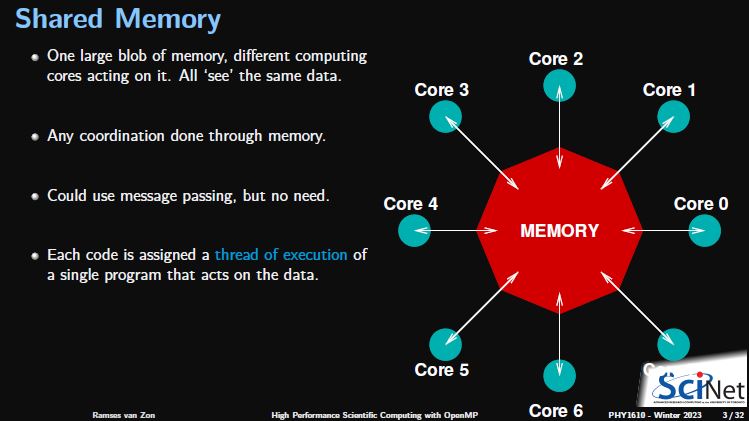 Shared Memory
One large blob of memory, different computing
cores acting on it. All ‘see’ the same data.
Any coordination done through memory.
Could use message passing, but no need.
Each code is assigned a thread of execution of
a single program that acts on the data.
Core 2
Core 3
Core 1
Core 4
MEMORY
Core 0
Core 5
Core 6
SciNet
Ramses van Zon
High Performance Scientific Computing with OpenMP
PHY1610 - Winter 2023
3 / 32